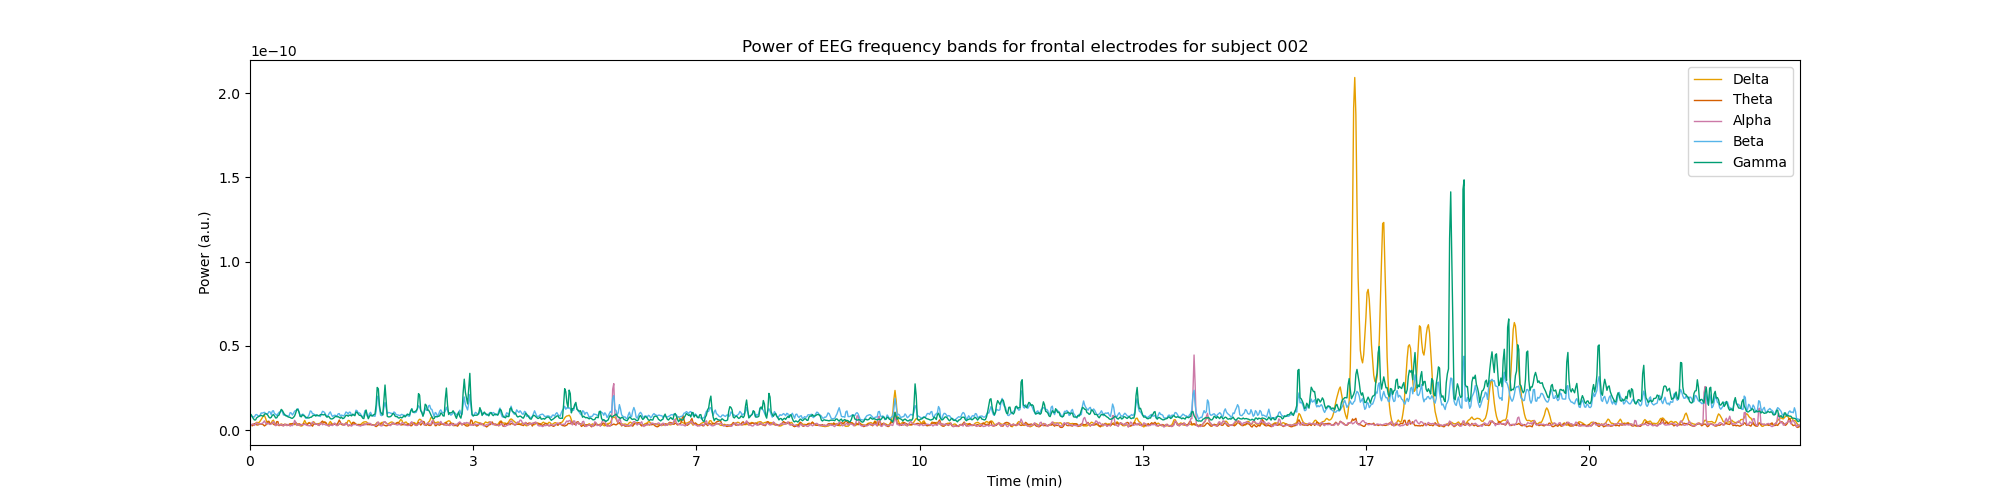 Power of EEG frequency bands for frontal electrodes for subject 002
1e−10
Delta
Theta
Alpha
Beta
Gamma
2.0
1.5
1.0
0.5
0.0
Power (a.u.)
0 3 7 10 13 17 20
Time (min)